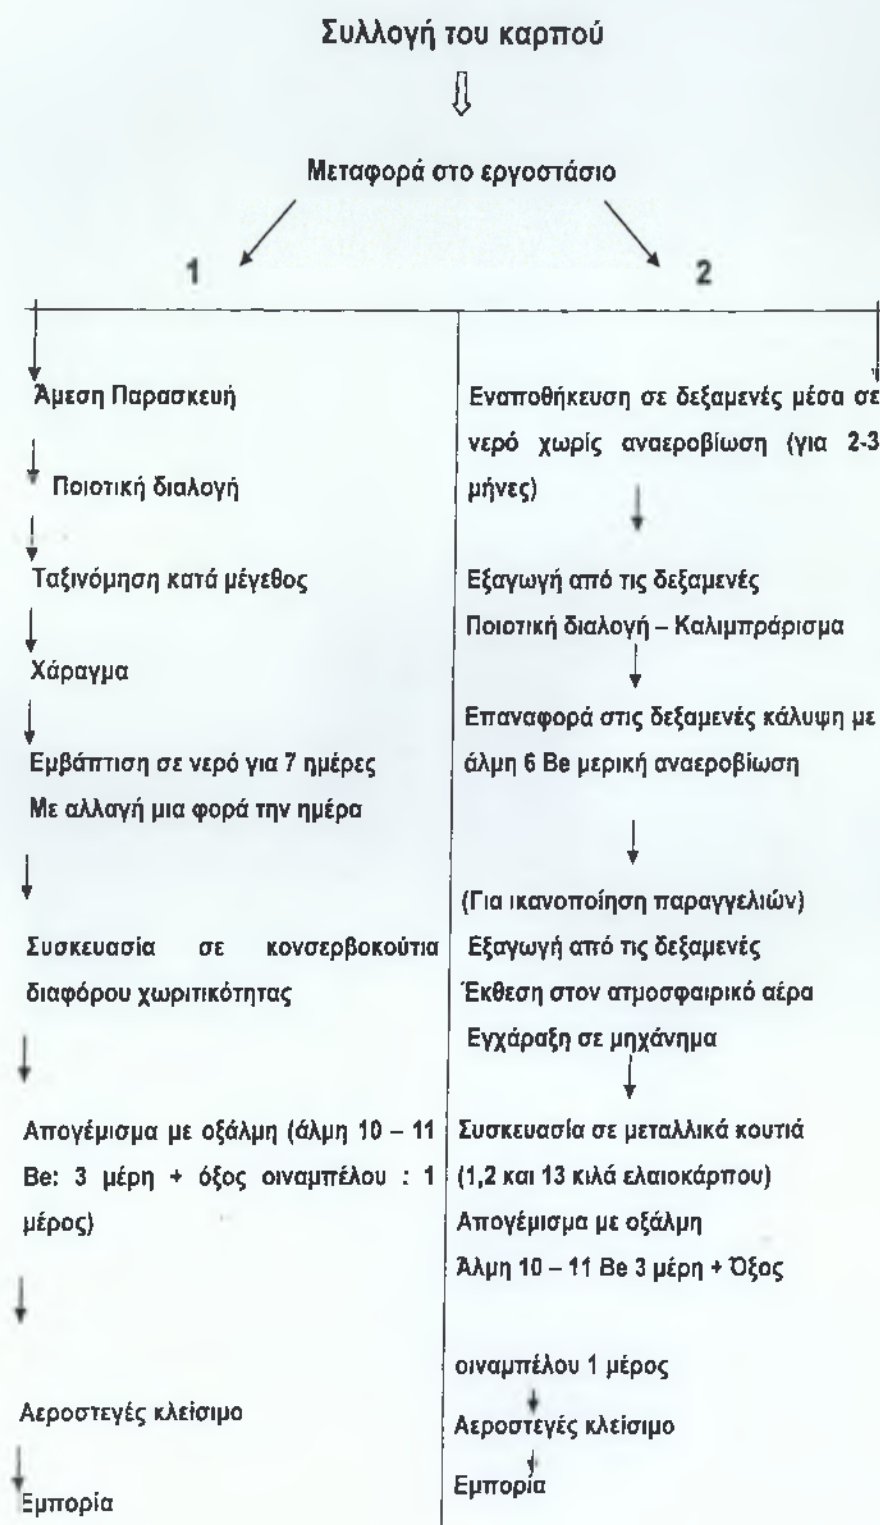 Συλλογή του καρπού
Μεταφορά στο εργοστάσιο
1
2
Άμεση Παρασκευή
Ποιοτική διαλογή
Ταξινόμηση κατά μέγεθος
Χάραγμα
Εμβάπτιση σε νερό για 7 ημέρες
Με αλλαγή μια φορά την ημέρα
Συσκευασία σε κονσερβοκούτια
διαφόρου χωριτικότητας
Απογέμισμα με οξάλμη (άλμη 10 – 11
Be: 3 μέρη + όξος οιναμπέλου : 1
μέρος)
Αεροστεγές κλείσιμο
Εμπορία
Εναποθήκευση σε δεξαμενές μέσα σε
νερό χωρίς αναεροβίωση (για 2-3
μήνες)
Εξαγωγή από τις δεξαμενές
Ποιοτική διαλογή – Καλιμπράρισμα
Επαναφορά στις δεξαμενές κάλυψη με
άλμη 6 Be μερική αναεροβίωση
(Για ικανοποίηση παραγγελιών)
Εξαγωγή από τις δεξαμενές
Έκθεση στον ατμοσφαιρικό αέρα
Εγχάραξη σε μηχάνημα
Συσκευασία σε μεταλλικά κουτιά
(1,2 και 13 κιλά ελαιοκάρπου)
Απογέμισμα με οξάλμη
Άλμη 10 – 11 Be 3 μέρη + Όξος
οιναμπέλου 1 μέρος
Αεροστεγές κλείσιμο
Εμπορία